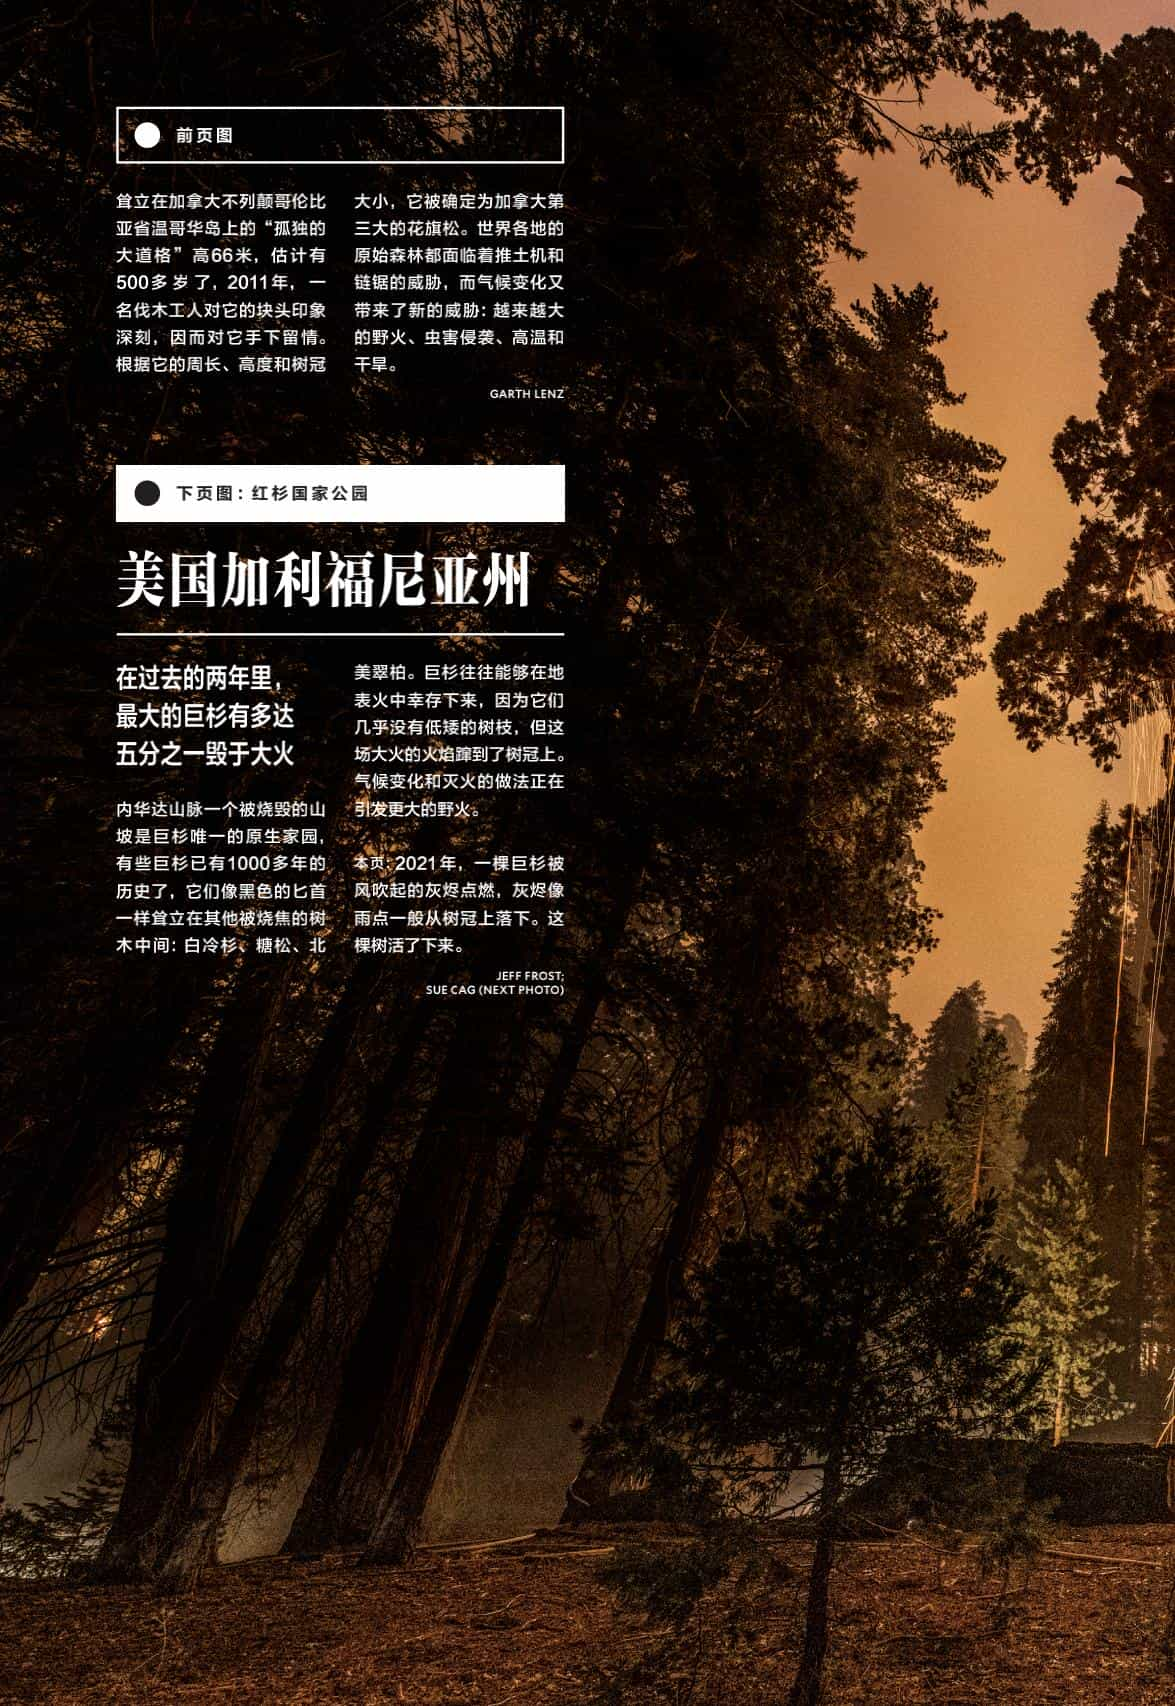 前页图
耸立在加拿大不列颠哥伦比
亚省温哥华岛上的“孤独的
大道格”高66米，估计有
500多岁了，2011年，一
名伐木工人对它的块头印象
深刻，因而对它手下留情。
根据它的周长、高度和树冠
大小，它被确定为加拿大第
三大的花旗松。世界各地的
原始森林都面临着推土机和
链锯的威胁，而气候变化又
带来了新的威胁：越来越大
的野火、虫害侵袭、高温和
干旱。
GARTH LENZ
下页图：红杉国家公园
美国加利福尼亚州
在过去的两年里，
最大的巨杉有多达
五分之一毁于大火
内华达山脉一个被烧毁的山
坡是巨杉唯一的原生家园，
有些巨杉已有1000多年的
历史了，它们像黑色的匕首
一样耸立在其他被烧焦的树
木中间：白冷杉、糖松、北
美翠柏。巨杉往往能够在地
表火中幸存下来，因为它们
几乎没有低矮的树枝，但这
场大火的火焰蹿到了树冠上。
气候变化和灭火的做法正在
引发更大的野火。
本页：2021年，一棵巨杉被
风吹起的灰烬点燃，灰烬像
雨点一般从树冠上落下。这
棵树活了下来。
JEFF FROST;
SUE CAG (NEXT PHOTO)